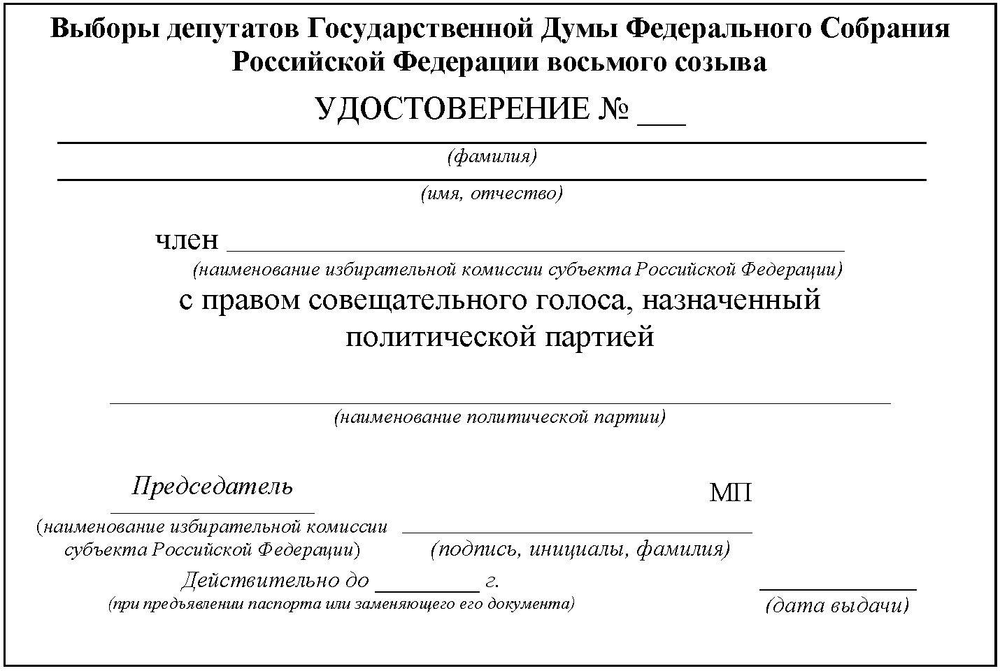 Выборы депутатов Государственной Думы Федерального Собрания
Российской Федерации восьмого созыва
УДОСТОВЕРЕНИЕ № ___
(фамилия)
(имя, отчество)
член ________________________________________
(наименование избирательной комиссии субъекта Российской Федерации)
с правом совещательного голоса, назначенный
политической партией
(наименование политической партии)
Председатель
МП
(наименование избирательной комиссии
субъекта Российской Федерации)
(подпись, инициалы, фамилия)
Действительно до __________ г.
(при предъявлении паспорта или заменяющего его документа)
(дата выдачи)